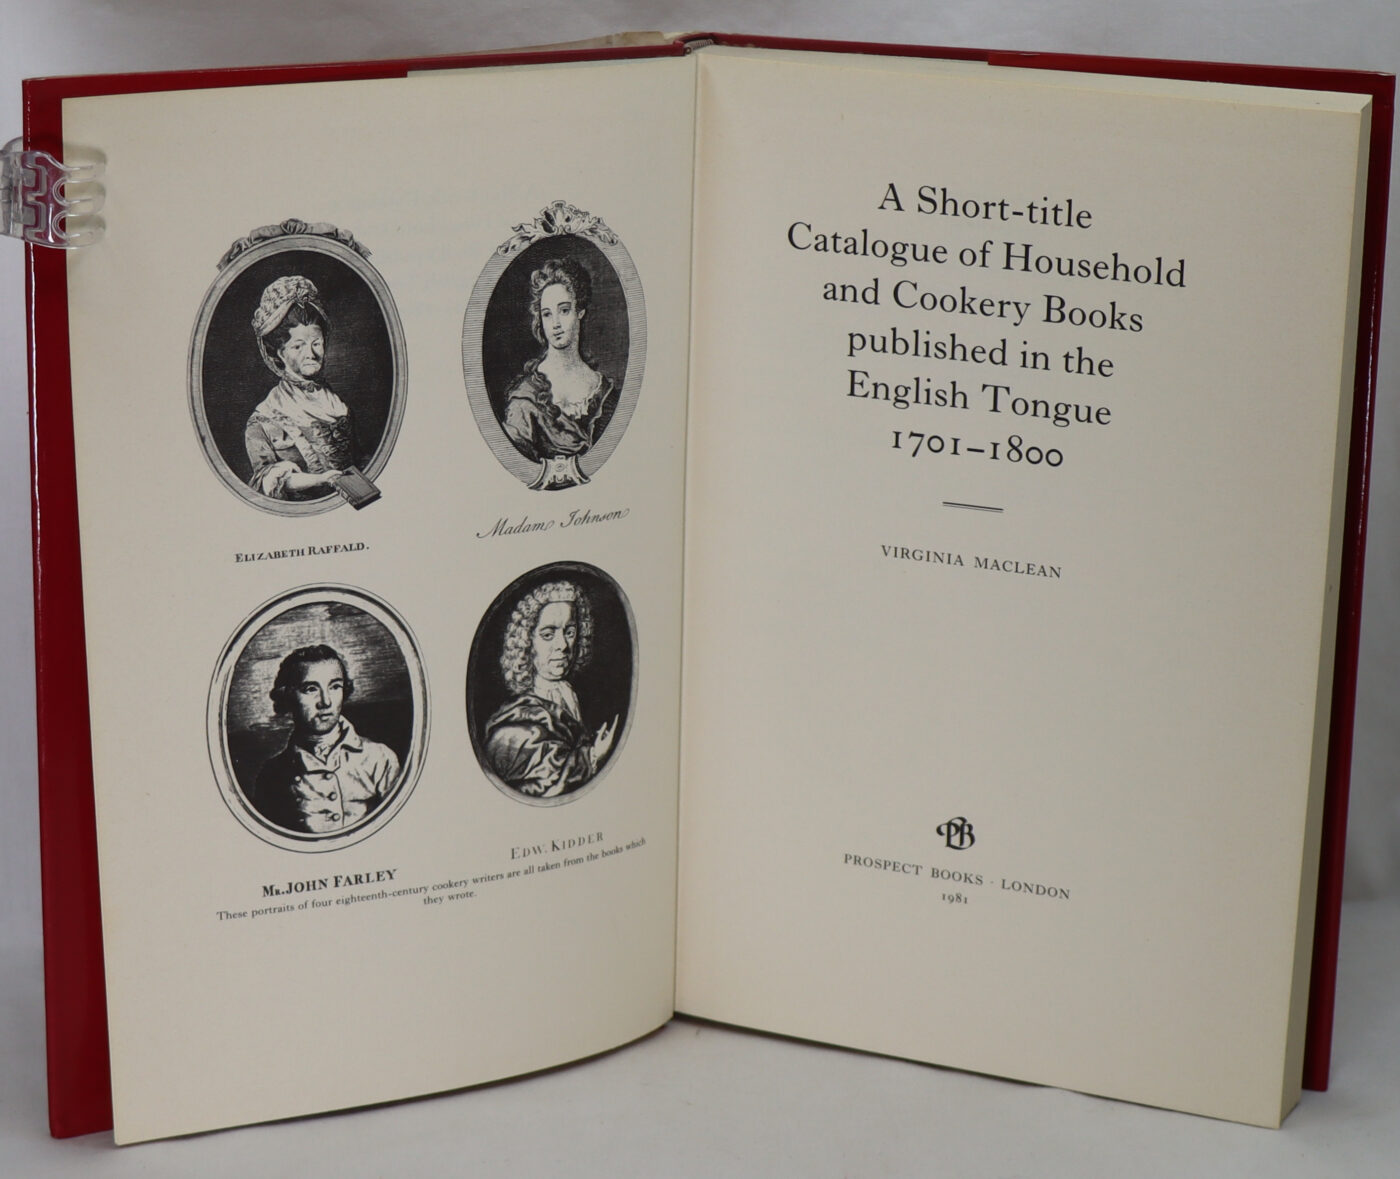 ELIZABETH RAFFALD.
Madam Johnson
MR. JOHN FARLEY
EDW. KIDDER
These portraits of four eighteenth-century cookery writers are all taken from the books which
they wrote.
A Short-title
Catalogue of Household
and Cookery Books
published in the
English Tongue
1701–1800
VIRGINIA MACLEAN
PB
PROSPECT BOOKS · LONDON
1981